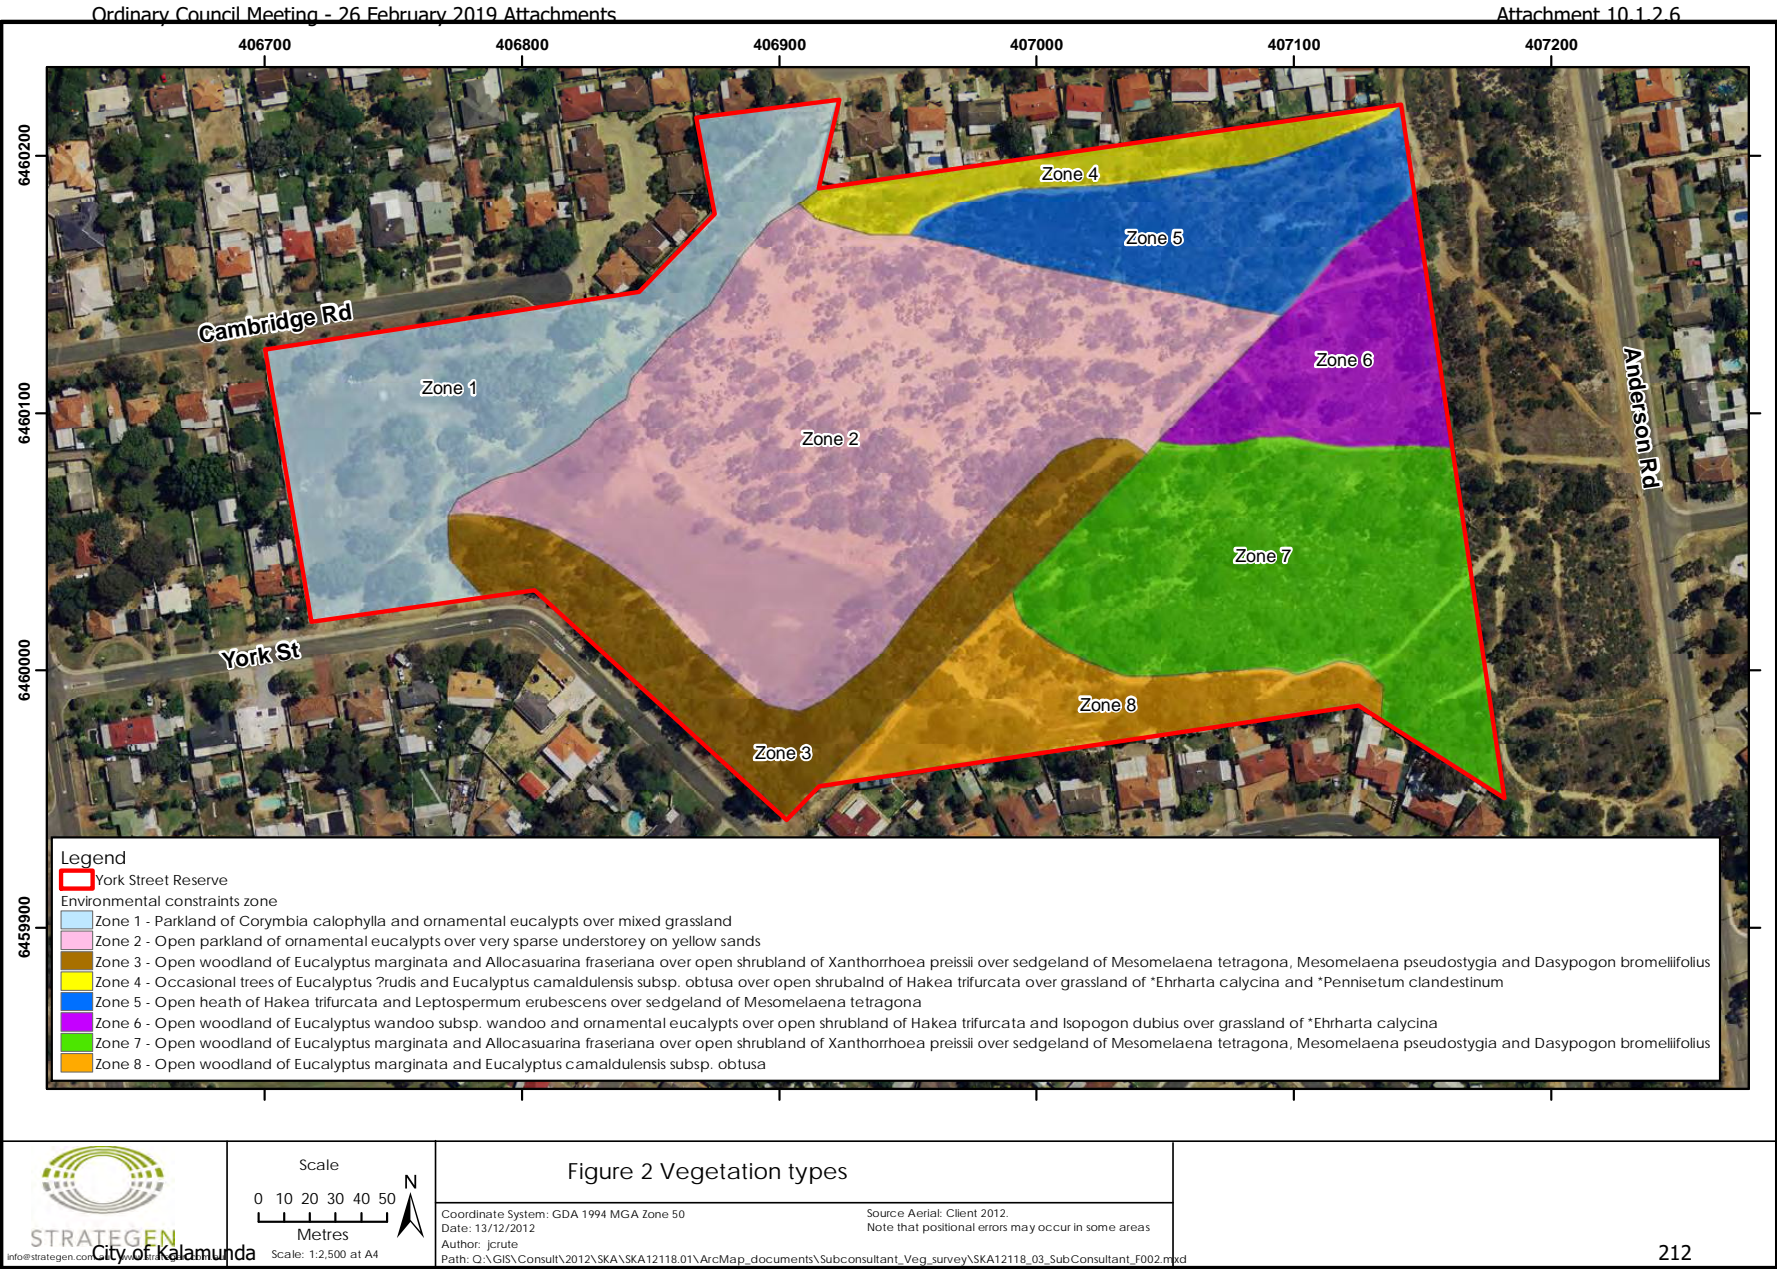 Ordinary Council Meeting - 26 February 2019 Attachments
Attachment 10.1.2.6
406700 406800 406900 407000 407100 407200
6460200
6460100
6460000
6459900
Zone 4
Zone 5
Cambridge Rd
Zone 1
Zone 6
Anderson Rd
Zone 2
Zone 7
York St
Zone 8
Zone 3
Legend
York Street Reserve
Environmental constraints zone
Zone 1 - Parkland of Corymbia calophylla and ornamental eucalypts over mixed grassland
Zone 2 - Open parkland of ornamental eucalypts over very sparse understorey on yellow sands
Zone 3 - Open woodland of Eucalyptus marginata and Allocasuarina fraseriana over open shrubland of Xanthorrhoea preissii over sedgeland of Mesomelaena tetragona, Mesomelaena pseudostygia and Dasypogon bromeliifolius
Zone 4 - Occasional trees of Eucalyptus ?rudis and Eucalyptus camaldulensis subsp. obtusa over open shrubalnd of Hakea trifurcata over grassland of *Ehrharta calycina and *Pennisetum clandestinum
Zone 5 - Open heath of Hakea trifurcata and Leptospermum erubescens over sedgeland of Mesomelaena tetragona
Zone 6 - Open woodland of Eucalyptus wandoo subsp. wandoo and ornamental eucalypts over open shrubland of Hakea trifurcata and Isopogon dubius over grassland of *Ehrharta calycina
Zone 7 - Open woodland of Eucalyptus marginata and Allocasuarina fraseriana over open shrubland of Xanthorrhoea preissii over sedgeland of Mesomelaena tetragona, Mesomelaena pseudostygia and Dasypogon bromeliifolius
Zone 8 - Open woodland of Eucalyptus marginata and Eucalyptus camaldulensis subsp. obtusa
STRATEGEN
info@strategen.com.au www.strategen.com.au
City of Kalamunda
Scale
0 10 20 30 40 50
Metres
Scale: 1:2,500 at A4
N
Figure 2 Vegetation types
Coordinate System: GDA 1994 MGA Zone 50
Date: 13/12/2012
Author: jcrute
Path: Q:\GIS\Consult\2012\SKA\SKA12118.01\ArcMap_documents\Subconsultant_Veg_survey\SKA12118_03_SubConsultant_F002.mxd
Source Aerial: Client 2012.
Note that positional errors may occur in some areas
212